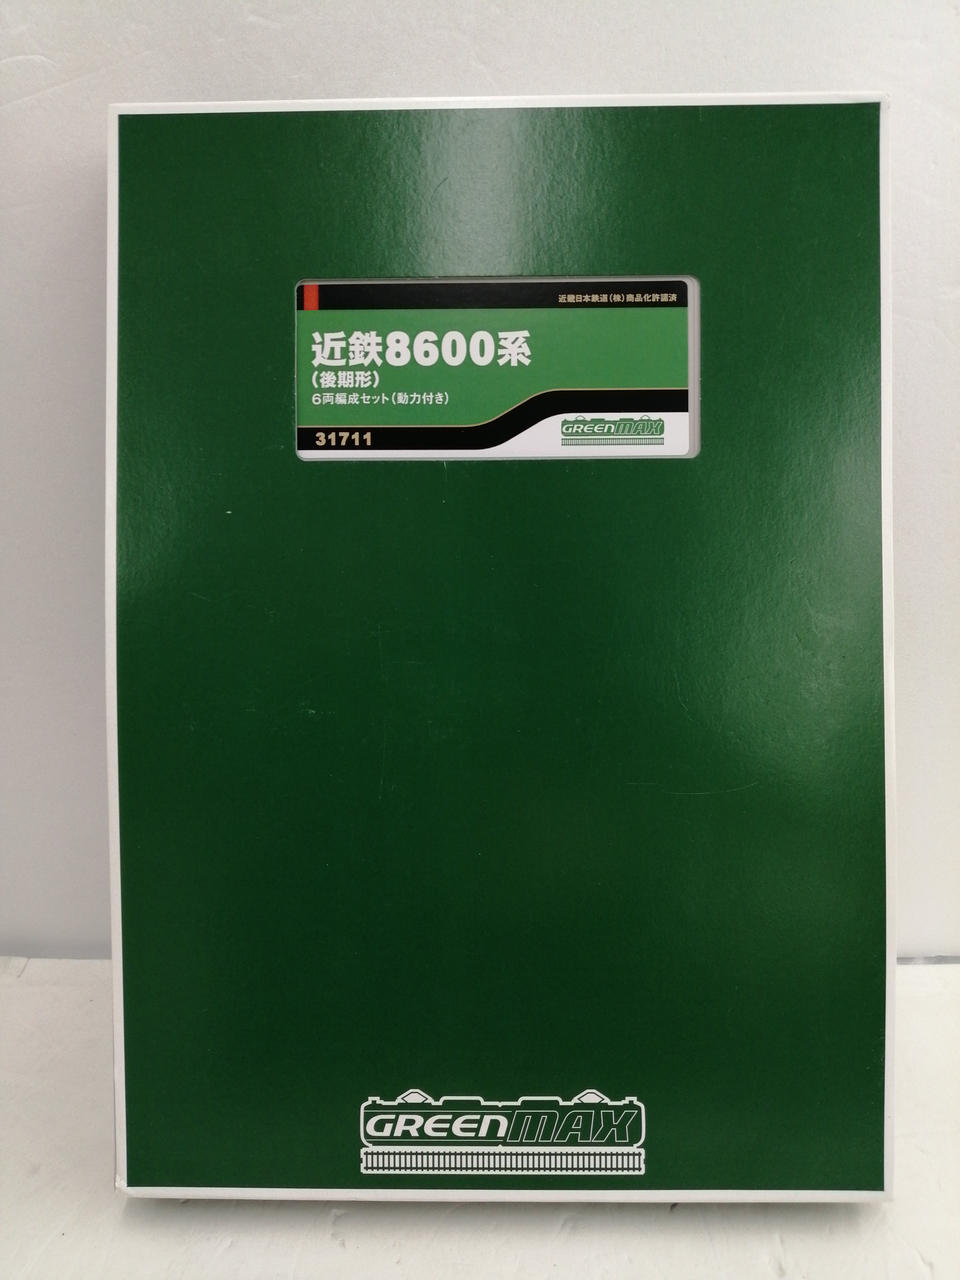 近畿日本鉄道(株)商品化許諾済
近鉄8600系
(後期形)
6両編成セット(動力付き)
31711
GREENMAX
GREENMAX